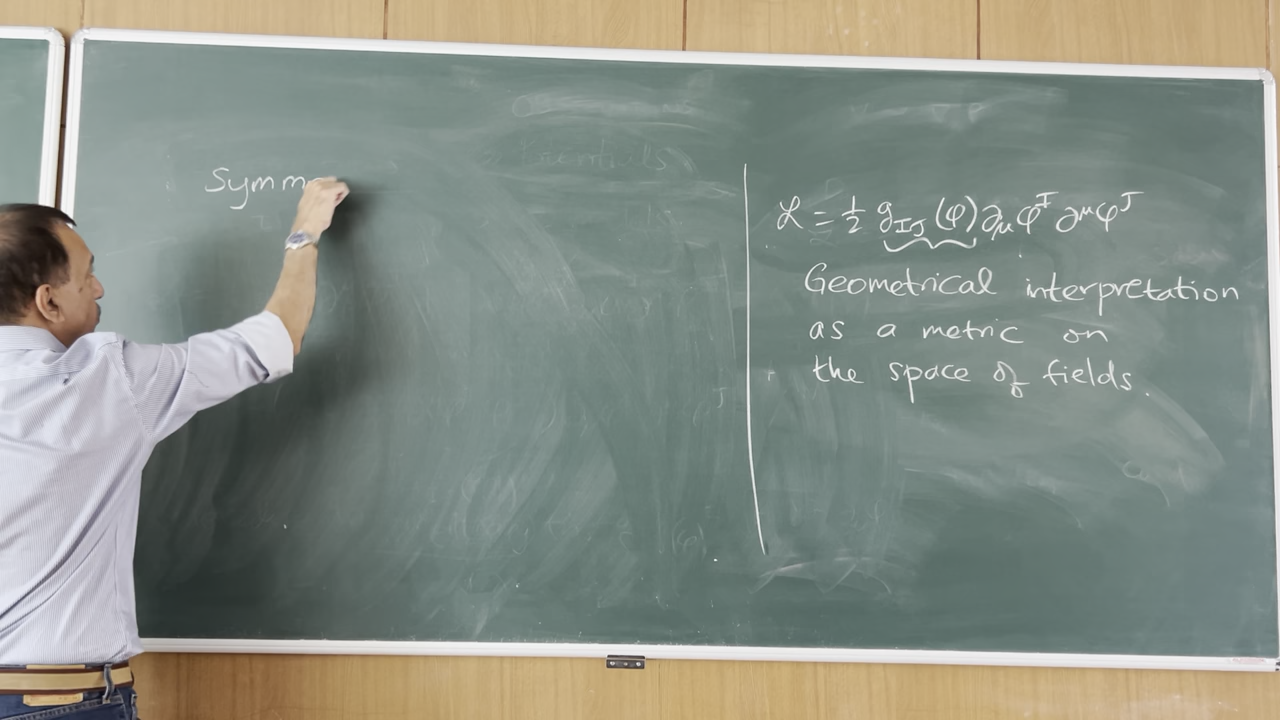 Symm
ℒ = ½ g_IJ(φ) ∂_μ φ^I ∂^μ φ^J
Geometrical interpretation
as a metric on
the space of fields.